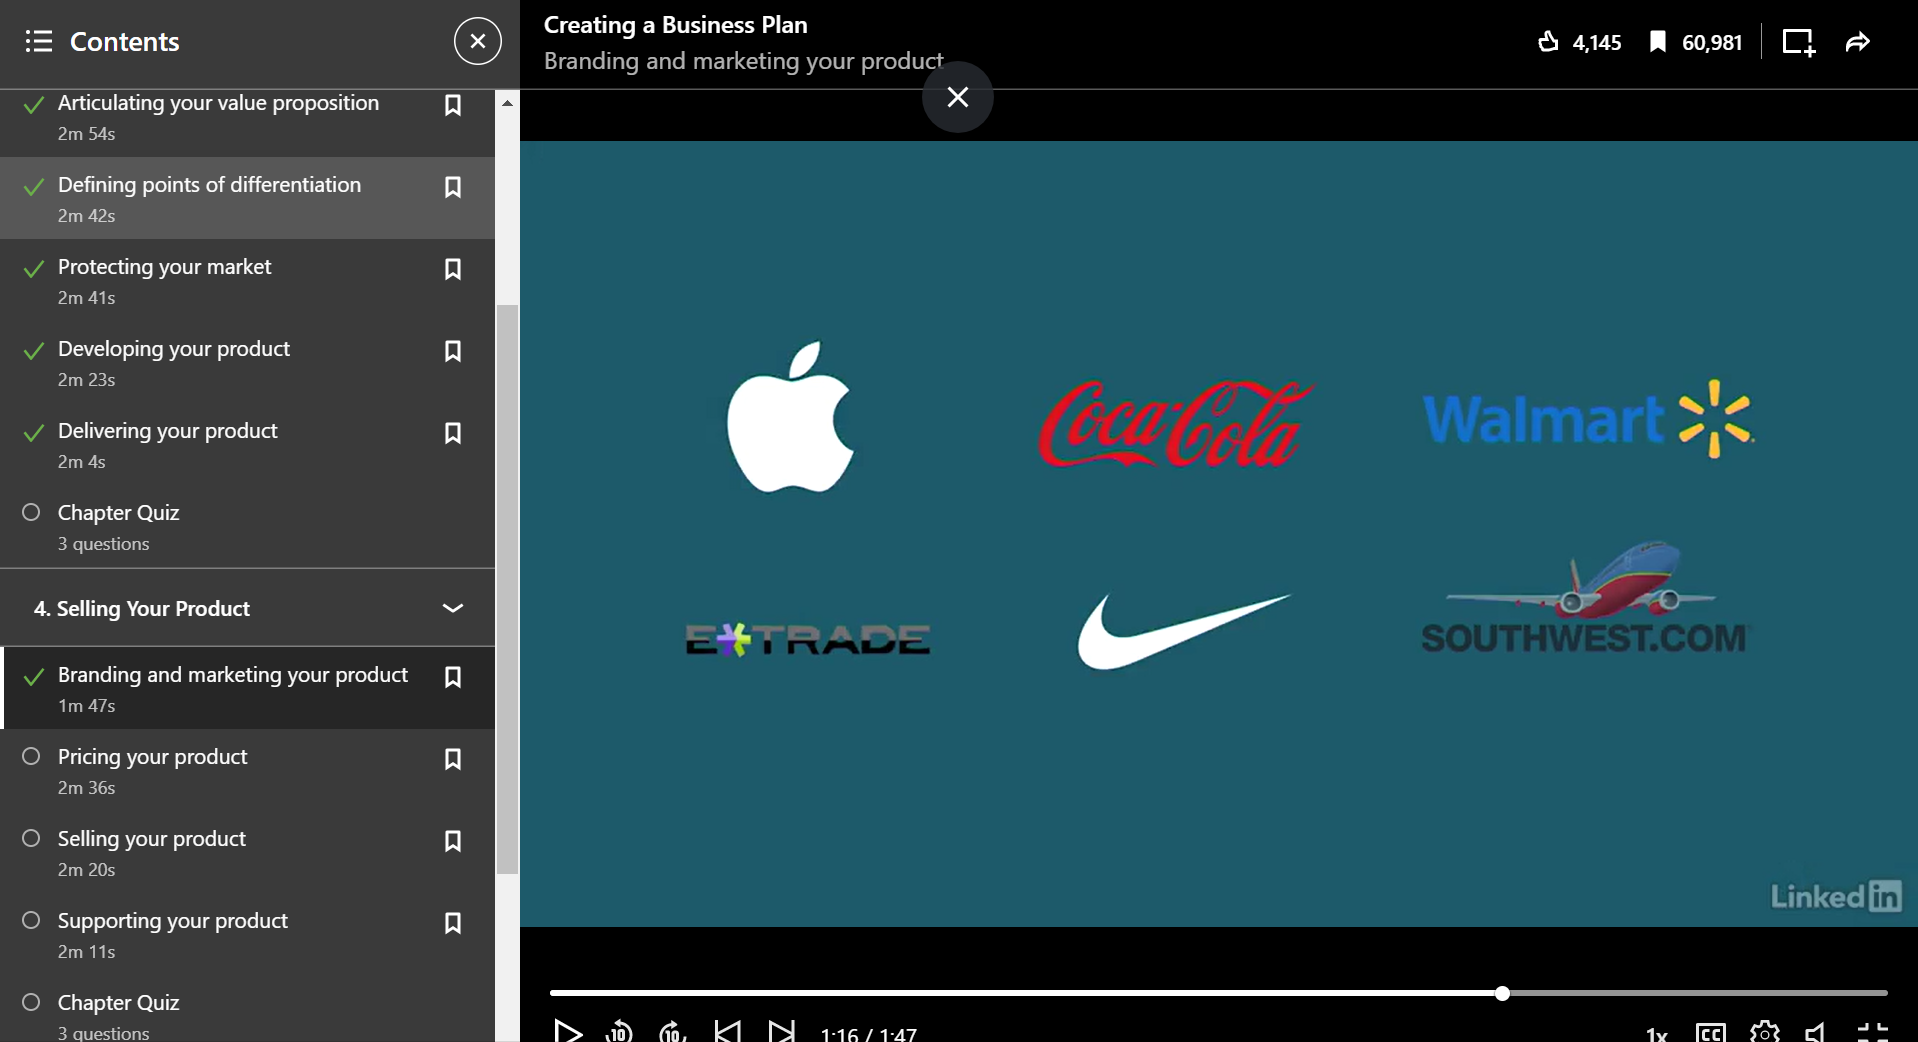 Contents
Articulating your value proposition
2m 54s
Defining points of differentiation
2m 42s
Protecting your market
2m 41s
Developing your product
2m 23s
Delivering your product
2m 4s
Chapter Quiz
3 questions
4. Selling Your Product
Branding and marketing your product
1m 47s
Pricing your product
2m 36s
Selling your product
2m 20s
Supporting your product
2m 11s
Chapter Quiz
3 questions
Creating a Business Plan
Branding and marketing your product
4,145
60,981
Coca-Cola
Walmart
E*TRADE
SOUTHWEST.COM
Linked in
10
10
1:16 / 1:47
1x
CC